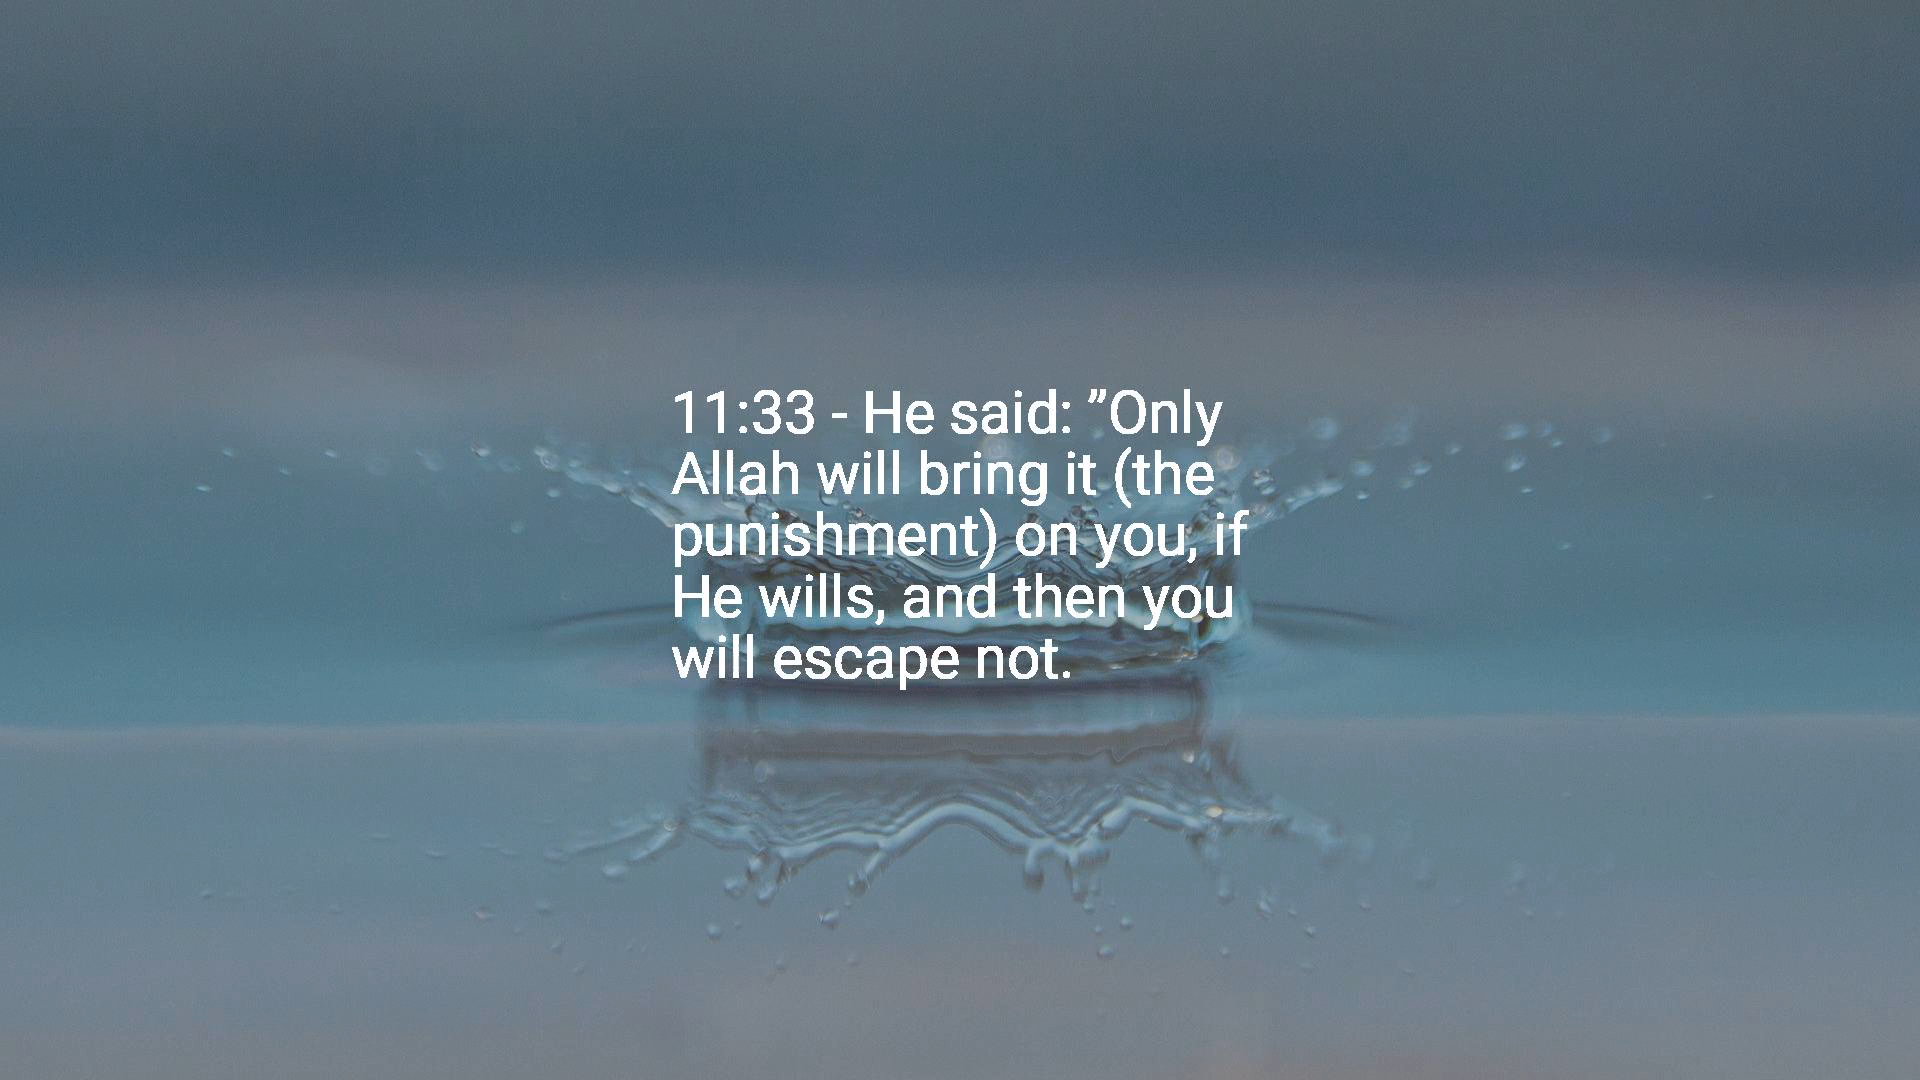 11:33 - He said: ”Only
Allah will bring it (the
punishment) on you, if
He wills, and then you
will escape not.